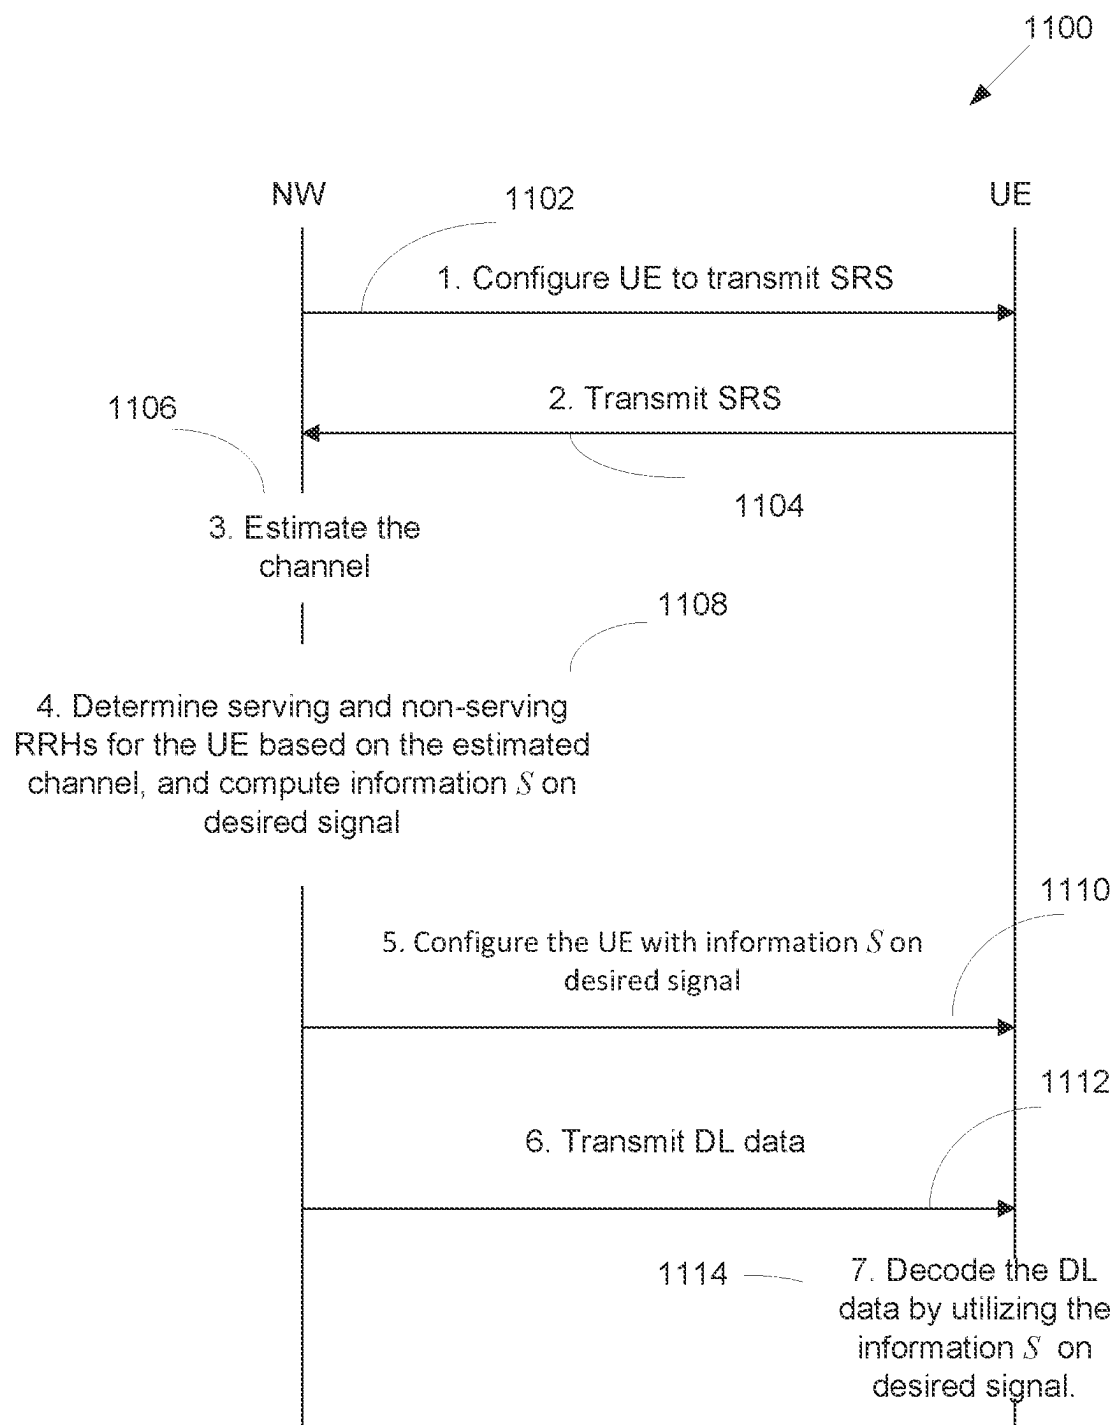 1100
NW
1102
UE
1. Configure UE to transmit SRS
1106
2. Transmit SRS
1104
3. Estimate the
channel
1108
4. Determine serving and non-serving
RRHs for the UE based on the estimated
channel, and compute information S on
desired signal
1110
5. Configure the UE with information S on
desired signal
1112
6. Transmit DL data
1114
7. Decode the DL
data by utilizing the
information S on
desired signal.